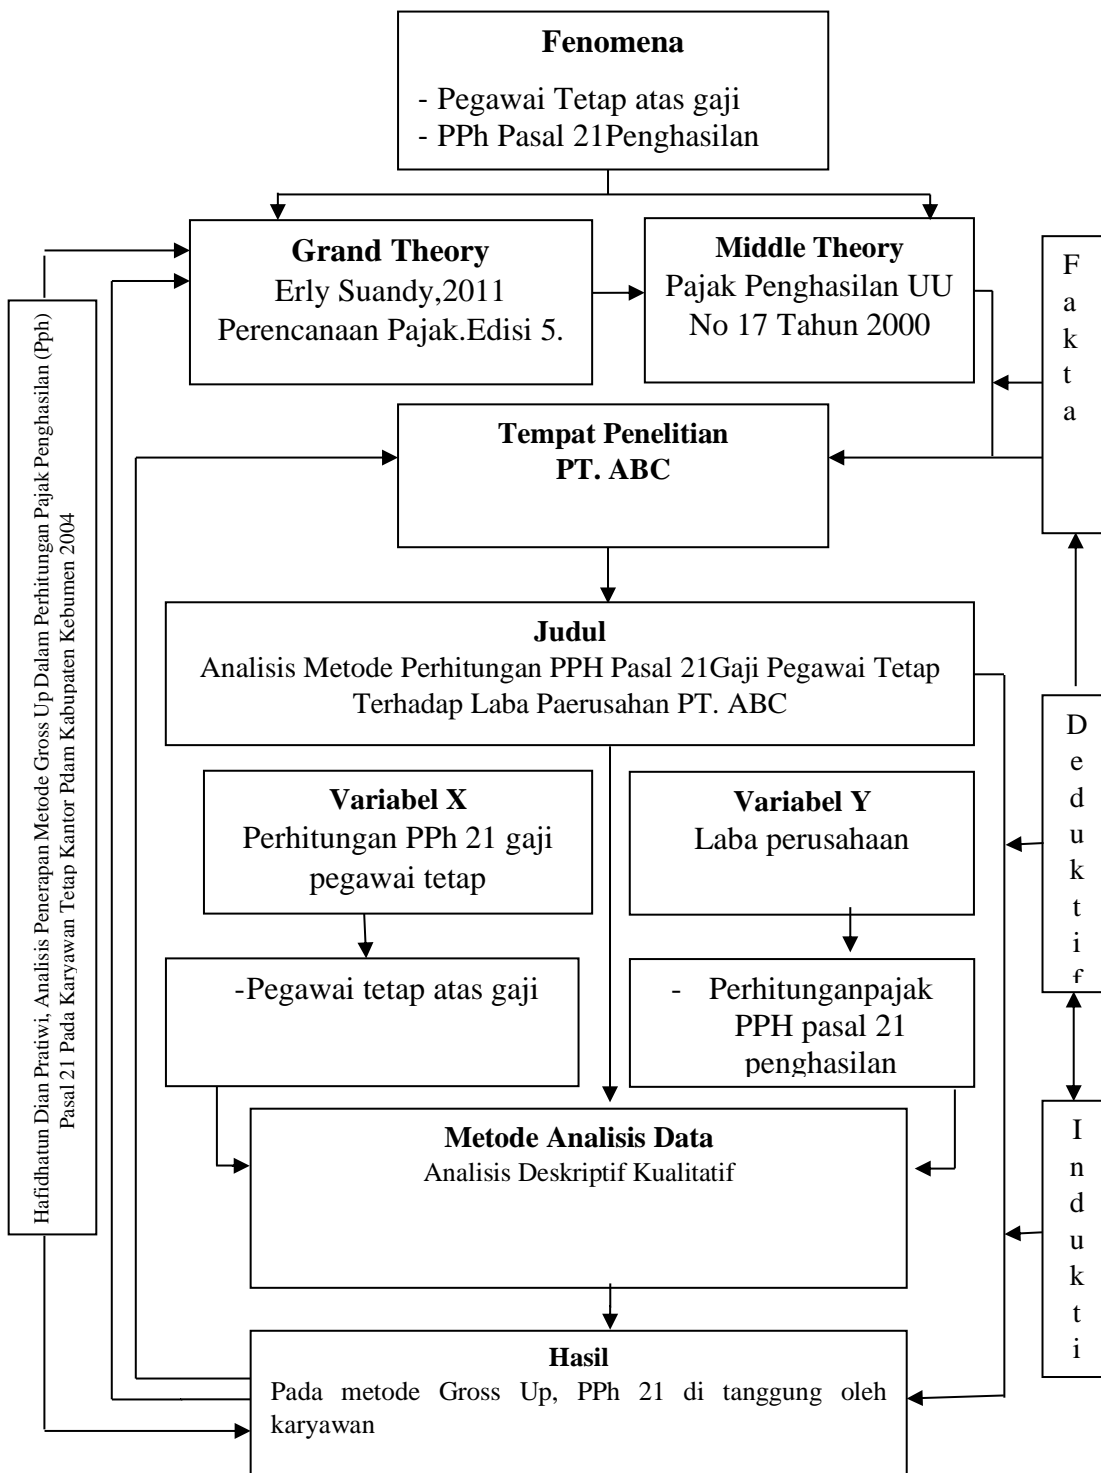 Fenomena
- Pegawai Tetap atas gaji
- PPh Pasal 21Penghasilan
Grand Theory
Erly Suandy,2011
Perencanaan Pajak.Edisi 5.
Middle Theory
Pajak Penghasilan UU
No 17 Tahun 2000
F
a
k
t
a
Hafidhatun Dian Pratiwi, Analisis Penerapan Metode Gross Up Dalam Perhitungan Pajak Penghasilan (Pph)
Pasal 21 Pada Karyawan Tetap Kantor Pdam Kabupaten Kebumen 2004
Tempat Penelitian
PT. ABC
Judul
Analisis Metode Perhitungan PPH Pasal 21Gaji Pegawai Tetap
Terhadap Laba Paerusahan PT. ABC
D
e
d
u
k
t
i
f
Variabel X
Perhitungan PPh 21 gaji
pegawai tetap
Variabel Y
Laba perusahaan
-Pegawai tetap atas gaji
- Perhitunganpajak
PPH pasal 21
penghasilan
Metode Analisis Data
Analisis Deskriptif Kualitatif
I
n
d
u
k
t
i
Hasil
Pada metode Gross Up, PPh 21 di tanggung oleh
karyawan